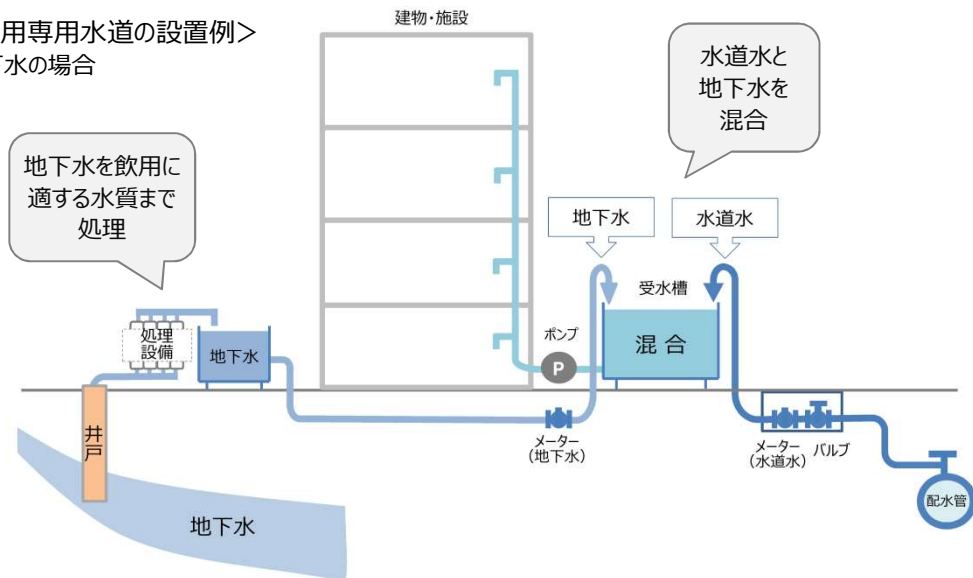 用専用水道の設置例>
下水の場合
建物・施設
水道水と
地下水を
混合
地下水を飲用に
適する水質まで
処理
地下水
水道水
受水槽
混 合
ポンプ
P
処理
設備
地下水
井戸
メーター
(地下水)
メーター
(水道水)
バルブ
配水管
地下水